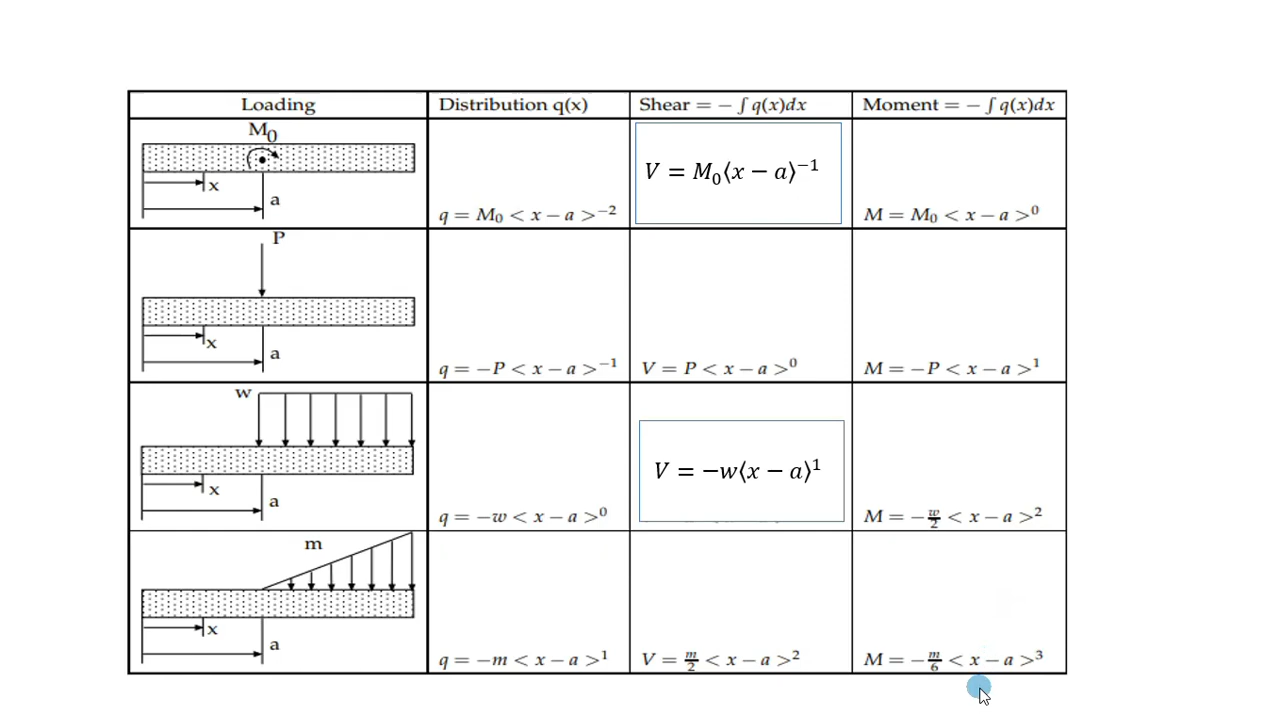 Loading Distribution q(x) Shear = − ∫ q(x)dx Moment = − ∫ q(x)dx
M₀
x
a
q = M₀ < x − a >⁻²
V = M₀⟨x − a⟩⁻¹
M = M₀ < x − a >⁰
P
x
a
q = −P < x − a >⁻¹
V = P < x − a >⁰
M = −P < x − a >¹
w
x
a
q = −w < x − a >⁰
V = −w⟨x − a⟩¹
M = −w/2 < x − a >²
m
x
a
q = −m < x − a >¹
V = m/2 < x − a >²
M = −m/6 < x − a >³